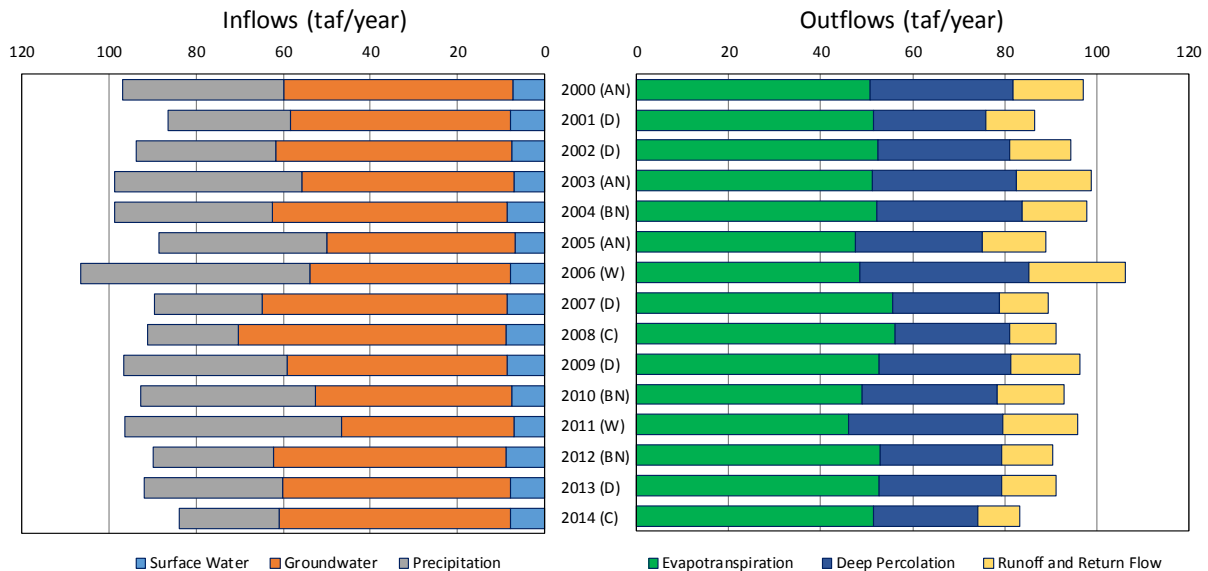 Inflows (taf/year)
Outflows (taf/year)
120 100 80 60 40 20 0
0 20 40 60 80 100 120
2000 (AN)
2001 (D)
2002 (D)
2003 (AN)
2004 (BN)
2005 (AN)
2006 (W)
2007 (D)
2008 (C)
2009 (D)
2010 (BN)
2011 (W)
2012 (BN)
2013 (D)
2014 (C)
Surface Water Groundwater Precipitation
Evapotranspiration Deep Percolation Runoff and Return Flow